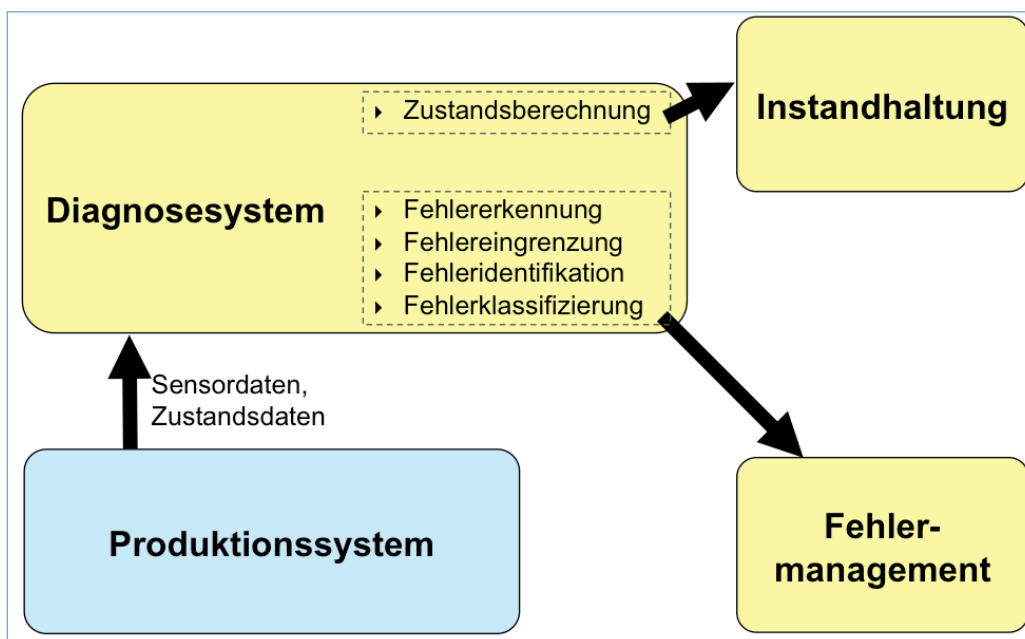 Zustandsberechnung
Instandhaltung
Diagnosesystem
Fehlererkennung
Fehlereingrenzung
Fehleridentifikation
Fehlerklassifizierung
Sensordaten,
Zustandsdaten
Produktionssystem
Fehler-
management